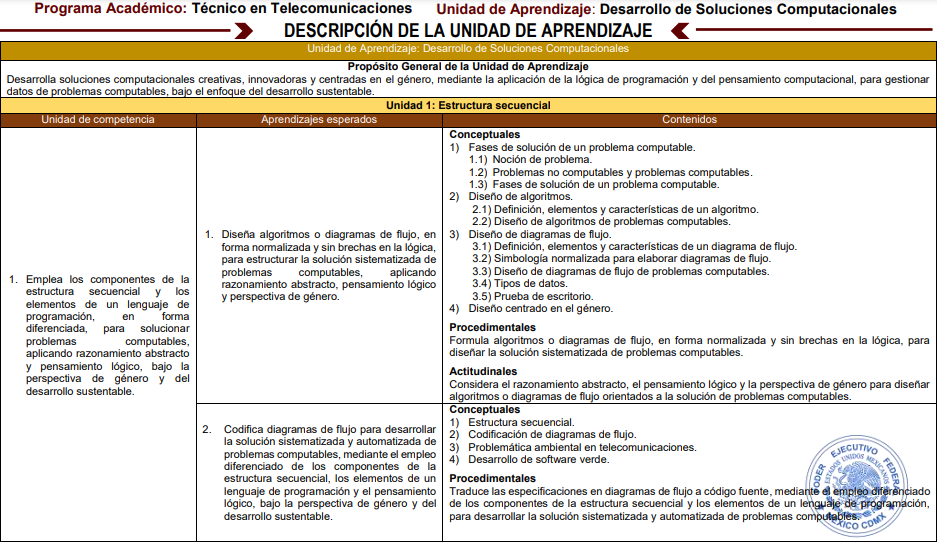 Programa Académico: Técnico en Telecomunicaciones Unidad de Aprendizaje: Desarrollo de Soluciones Computacionales
DESCRIPCIÓN DE LA UNIDAD DE APRENDIZAJE
Unidad de Aprendizaje: Desarrollo de Soluciones Computacionales
Propósito General de la Unidad de Aprendizaje
Desarrolla soluciones computacionales creativas, innovadoras y centradas en el género, mediante la aplicación de la lógica de programación y del pensamiento computacional, para gestionar
datos de problemas computables, bajo el enfoque del desarrollo sustentable.
Unidad 1: Estructura secuencial
Unidad de competencia Aprendizajes esperados Contenidos
1. Emplea los componentes de la
estructura secuencial y los
elementos de un lenguaje de
programación, en forma
diferenciada, para solucionar
problemas computables,
aplicando razonamiento abstracto
y pensamiento lógico, bajo la
perspectiva de género y del
desarrollo sustentable.
1. Diseña algoritmos o diagramas de flujo, en
forma normalizada y sin brechas en la lógica,
para estructurar la solución sistematizada de
problemas computables, aplicando
razonamiento abstracto, pensamiento lógico
y perspectiva de género.
Conceptuales
1) Fases de solución de un problema computable.
1.1) Noción de problema.
1.2) Problemas no computables y problemas computables.
1.3) Fases de solución de un problema computable.
2) Diseño de algoritmos.
2.1) Definición, elementos y características de un algoritmo.
2.2) Diseño de algoritmos de problemas computables.
3) Diseño de diagramas de flujo.
3.1) Definición, elementos y características de un diagrama de flujo.
3.2) Simbología normalizada para elaborar diagramas de flujo.
3.3) Diseño de diagramas de flujo de problemas computables.
3.4) Tipos de datos.
3.5) Prueba de escritorio.
4) Diseño centrado en el género.
Procedimentales
Formula algoritmos o diagramas de flujo, en forma normalizada y sin brechas en la lógica, para
diseñar la solución sistematizada de problemas computables.
Actitudinales
Considera el razonamiento abstracto, el pensamiento lógico y la perspectiva de género para diseñar
algoritmos o diagramas de flujo orientados a la solución de problemas computables.
2. Codifica diagramas de flujo para desarrollar
la solución sistematizada y automatizada de
problemas computables, mediante el empleo
diferenciado de los componentes de la
estructura secuencial, los elementos de un
lenguaje de programación y el pensamiento
lógico, bajo la perspectiva de género y del
desarrollo sustentable.
Conceptuales
1) Estructura secuencial.
2) Codificación de diagramas de flujo.
3) Problemática ambiental en telecomunicaciones.
4) Desarrollo de software verde.
Procedimentales
Traduce las especificaciones en diagramas de flujo a código fuente, mediante el empleo diferenciado
de los componentes de la estructura secuencial y los elementos de un lenguaje de programación,
para desarrollar la solución sistematizada y automatizada de problemas computables.
PODER EJECUTIVO FEDERAL
ESTADOS UNIDOS MEXICANOS
MÉXICO CDMX